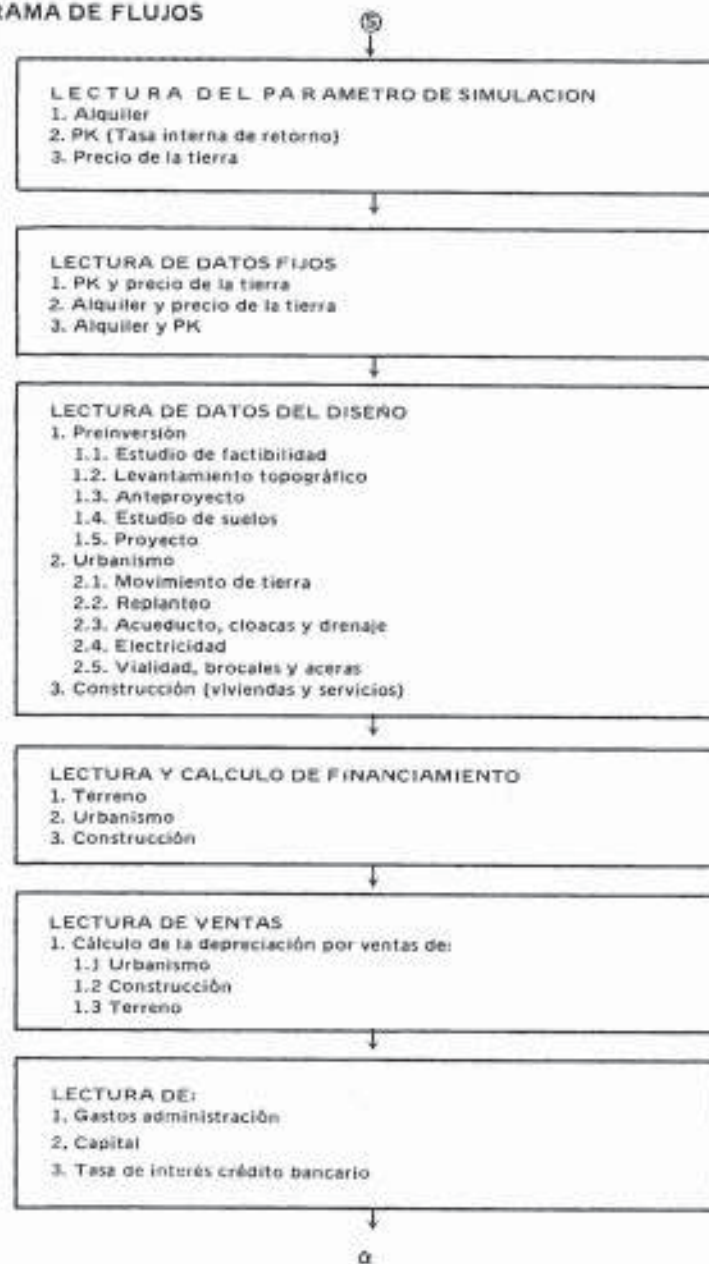 RAMA DE FLUJOS
LECTURA DEL PARAMETRO DE SIMULACION
1. Alquiler
2. PK (Tasa interna de retorno)
3. Precio de la tierra
LECTURA DE DATOS FIJOS
1. PK y precio de la tierra
2. Alquiler y precio de la tierra
3. Alquiler y PK
LECTURA DE DATOS DEL DISEÑO
1. Preinversión
1.1. Estudio de factibilidad
1.2. Levantamiento topográfico
1.3. Anteproyecto
1.4. Estudio de suelos
1.5. Proyecto
2. Urbanismo
2.1. Movimiento de tierra
2.2. Replanteo
2.3. Acueducto, cloacas y drenaje
2.4. Electricidad
2.5. Vialidad, brocales y aceras
3. Construcción (viviendas y servicios)
LECTURA Y CALCULO DE FINANCIAMIENTO
1. Terreno
2. Urbanismo
3. Construcción
LECTURA DE VENTAS
1. Cálculo de la depreciación por ventas de:
1.1 Urbanismo
1.2 Construcción
1.3 Terreno
LECTURA DE:
1. Gastos administración
2. Capital
3. Tasa de interés crédito bancario
α